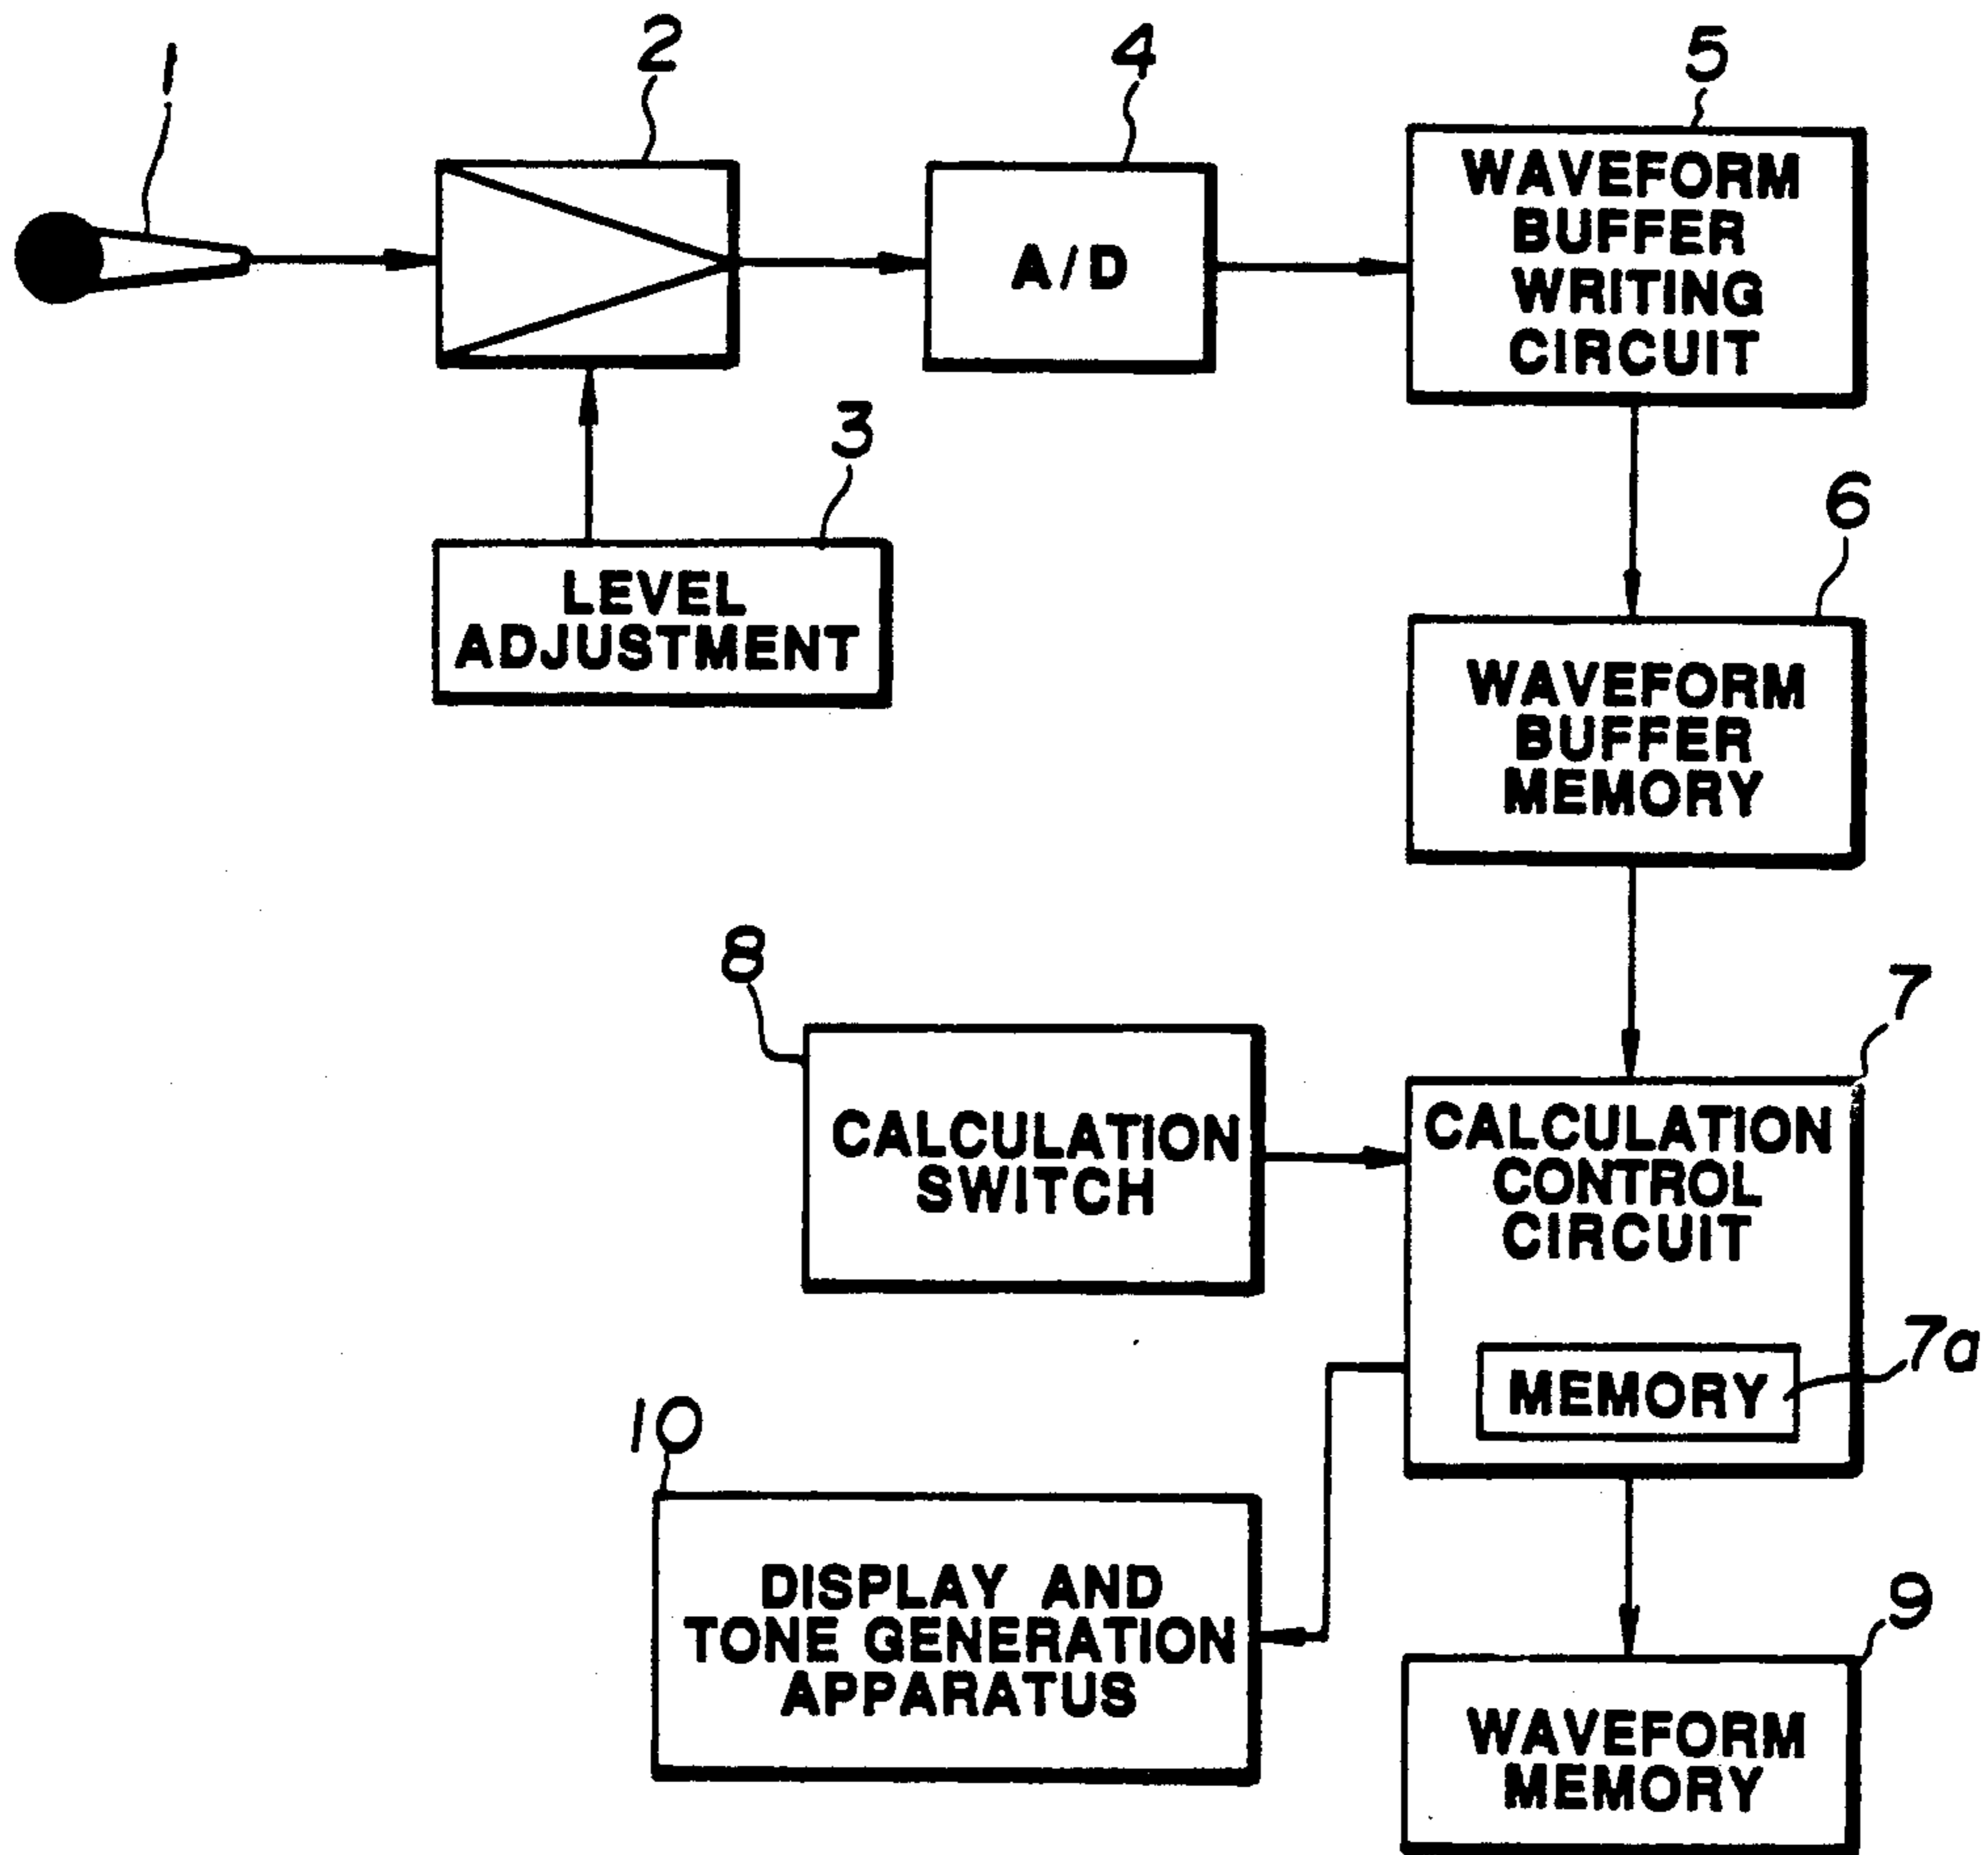 1
2
4
5
A/D
WAVEFORM
BUFFER
WRITING
CIRCUIT
3
LEVEL
ADJUSTMENT
6
WAVEFORM
BUFFER
MEMORY
8
7
CALCULATION
SWITCH
CALCULATION
CONTROL
CIRCUIT
7a
MEMORY
10
DISPLAY AND
TONE GENERATION
APPARATUS
9
WAVEFORM
MEMORY